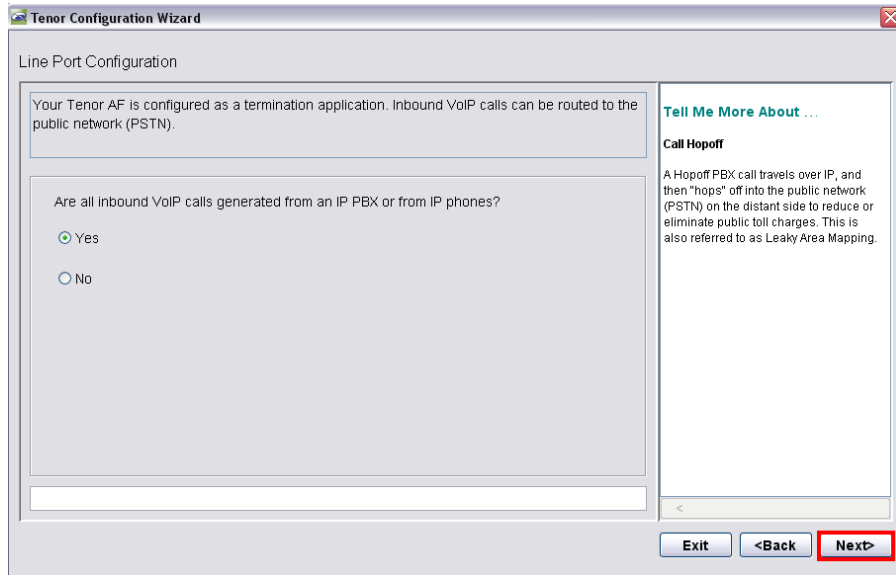 Tenor Configuration Wizard
Line Port Configuration
Your Tenor AF is configured as a termination application. Inbound VoIP calls can be routed to the
public network (PSTN).
Are all inbound VoIP calls generated from an IP PBX or from IP phones?
Yes
No
Tell Me More About ...
Call Hopoff
A Hopoff PBX call travels over IP, and
then "hops" off into the public network
(PSTN) on the distant side to reduce or
eliminate public toll charges. This is
also referred to as Leaky Area Mapping.
<
Exit
<Back
Next>